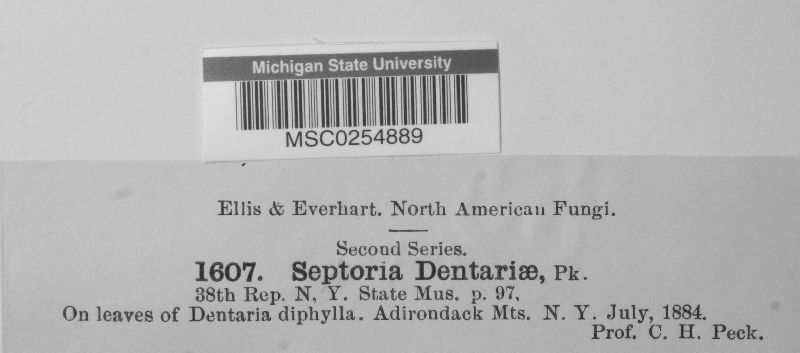 Michigan State University
MSC0254889
Ellis & Everhart. North American Fungi.
Second Series.
1607. Septoria Dentariæ, Pk.
38th Rep. N. Y. State Mus. p. 97,
On leaves of Dentaria diphylla. Adirondack Mts. N. Y. July, 1884.
Prof. C. H. Peck.